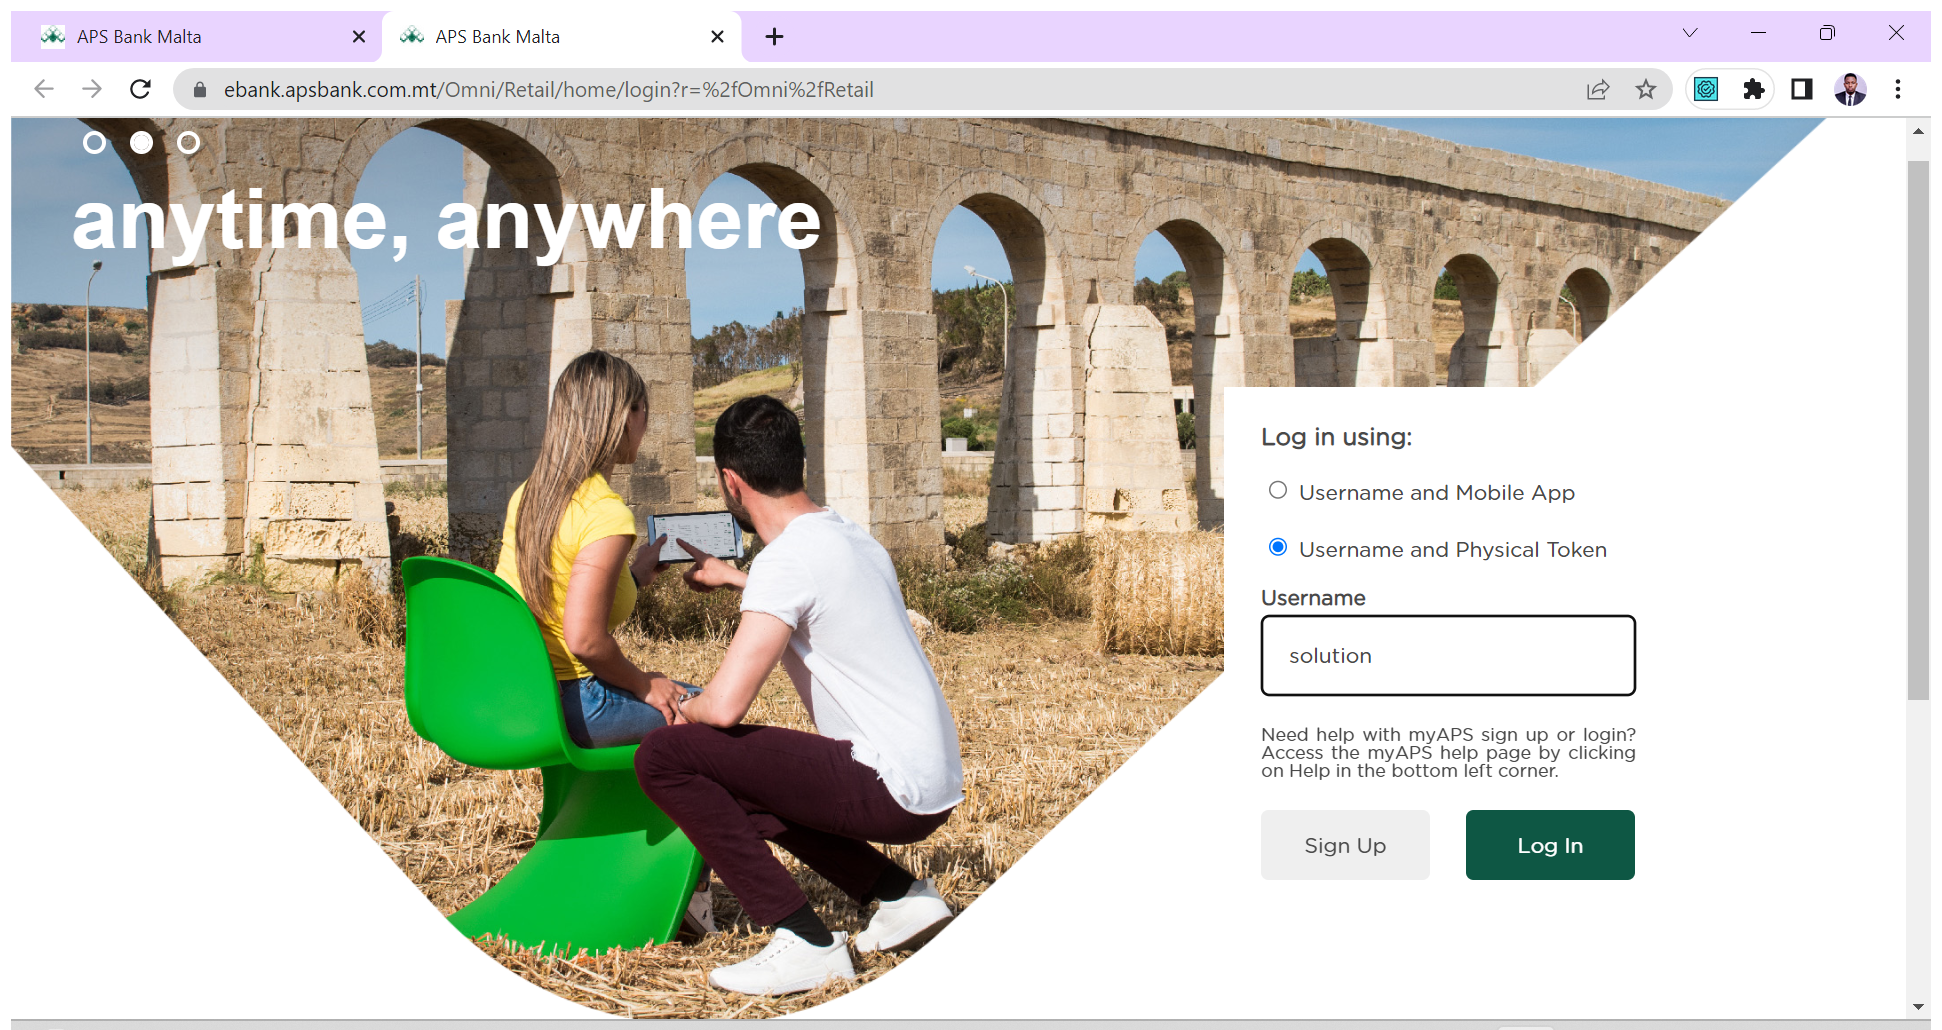 APS Bank Malta
APS Bank Malta
ebank.apsbank.com.mt/Omni/Retail/home/login?r=%2fOmni%2fRetail
anytime, anywhere
Log in using:
Username and Mobile App
Username and Physical Token
Username
solution
Need help with myAPS sign up or login?
Access the myAPS help page by clicking
on Help in the bottom left corner.
Sign Up
Log In